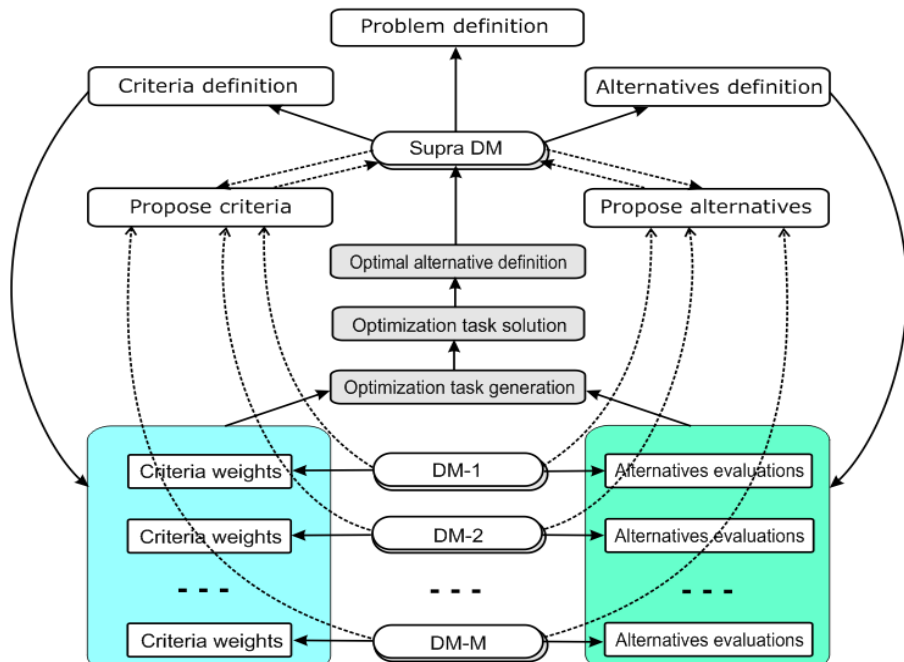 Problem definition
Criteria definition
Alternatives definition
Supra DM
Propose criteria
Propose alternatives
Optimal alternative definition
Optimization task solution
Optimization task generation
Criteria weights
DM-1
Alternatives evaluations
Criteria weights
DM-2
Alternatives evaluations
- - -
- - -
- - -
Criteria weights
DM-M
Alternatives evaluations